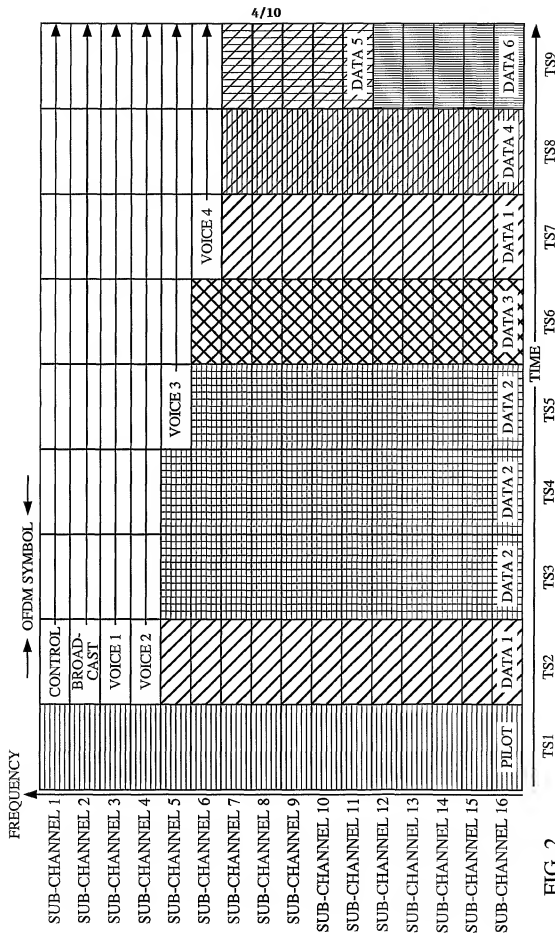 4/10
FREQUENCY
OFDM SYMBOL
SUB-CHANNEL 1
SUB-CHANNEL 2
SUB-CHANNEL 3
SUB-CHANNEL 4
SUB-CHANNEL 5
SUB-CHANNEL 6
SUB-CHANNEL 7
SUB-CHANNEL 8
SUB-CHANNEL 9
SUB-CHANNEL 10
SUB-CHANNEL 11
SUB-CHANNEL 12
SUB-CHANNEL 13
SUB-CHANNEL 14
SUB-CHANNEL 15
SUB-CHANNEL 16
CONTROL
BROAD-
CAST
VOICE 1
VOICE 2
VOICE 3
VOICE 4
PILOT
DATA 1
DATA 2
DATA 2
DATA 2
DATA 3
DATA 1
DATA 4
DATA 5
DATA 6
TIME
TS1
TS2
TS3
TS4
TS5
TS6
TS7
TS8
TS9
FIG. 2